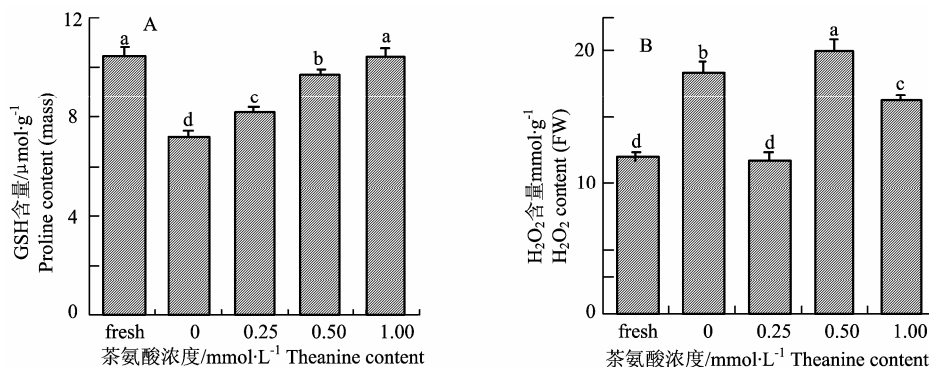 GSH含量/μmol·g⁻¹
Proline content (mass)
12
8
4
0
A
a
d
c
b
a
fresh 0 0.25 0.50 1.00
茶氨酸浓度/mmol·L⁻¹ Theanine content
H₂O₂含量mmol·g⁻¹
H₂O₂ content (FW)
20
10
0
B
d
b
d
a
c
fresh 0 0.25 0.50 1.00
茶氨酸浓度/mmol·L⁻¹ Theanine content